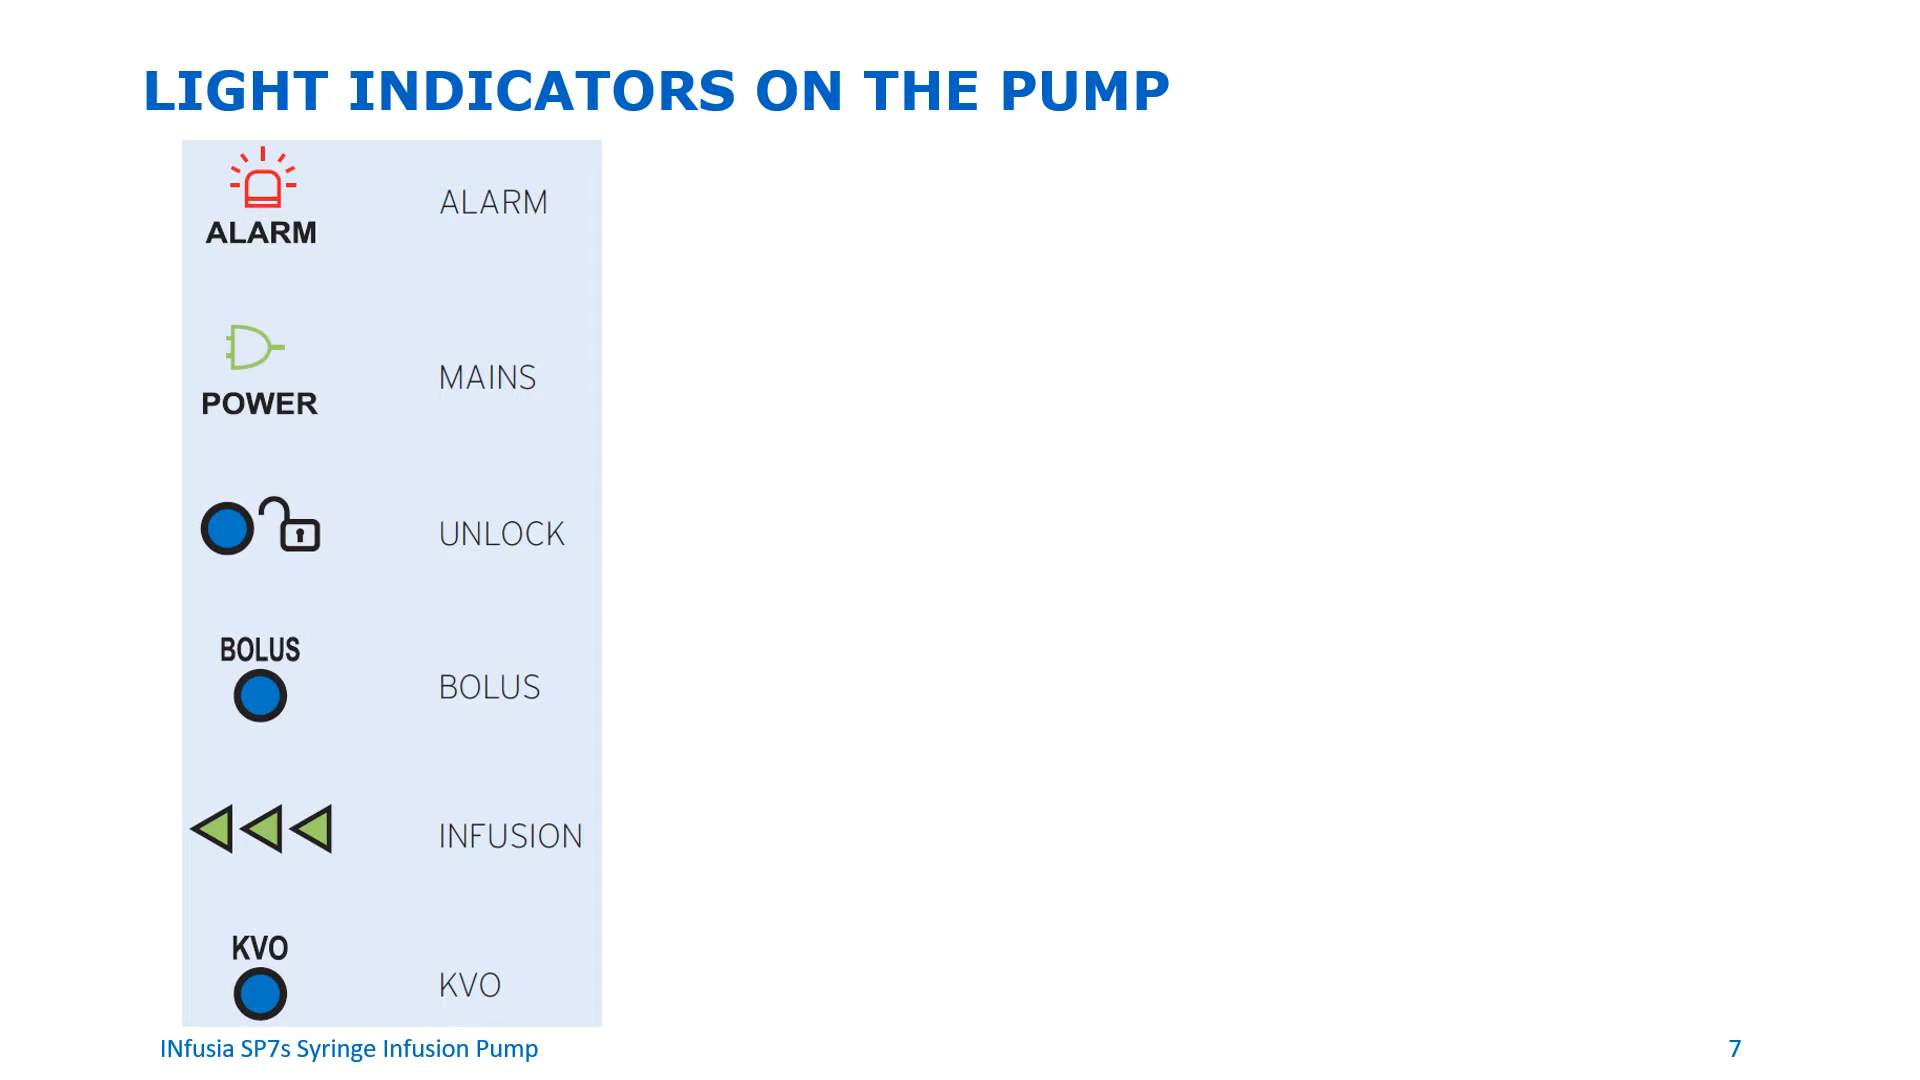 LIGHT INDICATORS ON THE PUMP
ALARM
ALARM
POWER
MAINS
UNLOCK
BOLUS
BOLUS
INFUSION
KVO
KVO
INfusia SP7s Syringe Infusion Pump
7